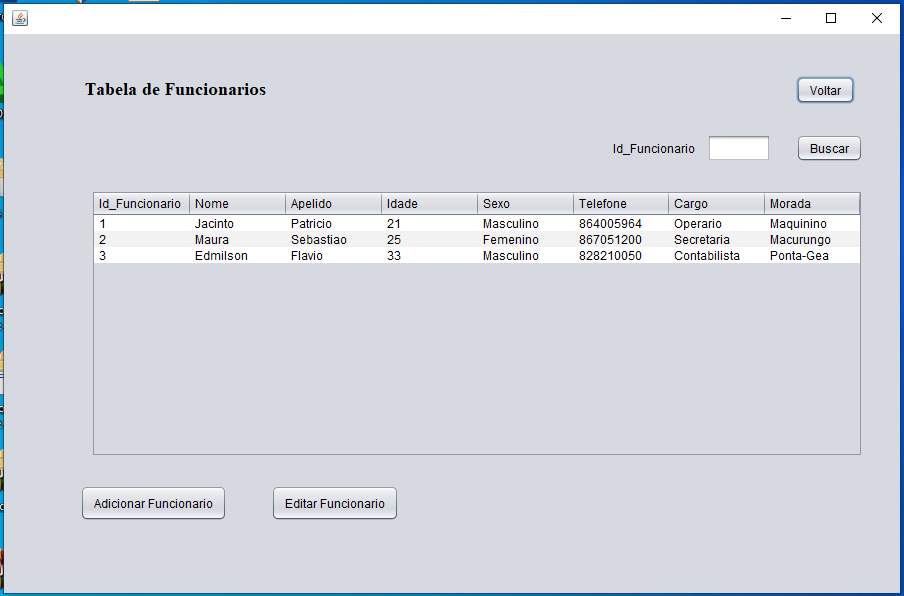 Tabela de Funcionarios
Voltar
Id_Funcionario
Buscar
Id_Funcionario Nome Apelido Idade Sexo Telefone Cargo Morada
1 Jacinto Patricio 21 Masculino 864005964 Operario Maquinino
2 Maura Sebastiao 25 Femenino 867051200 Secretaria Macurungo
3 Edmilson Flavio 33 Masculino 828210050 Contabilista Ponta-Gea
Adicionar Funcionario
Editar Funcionario